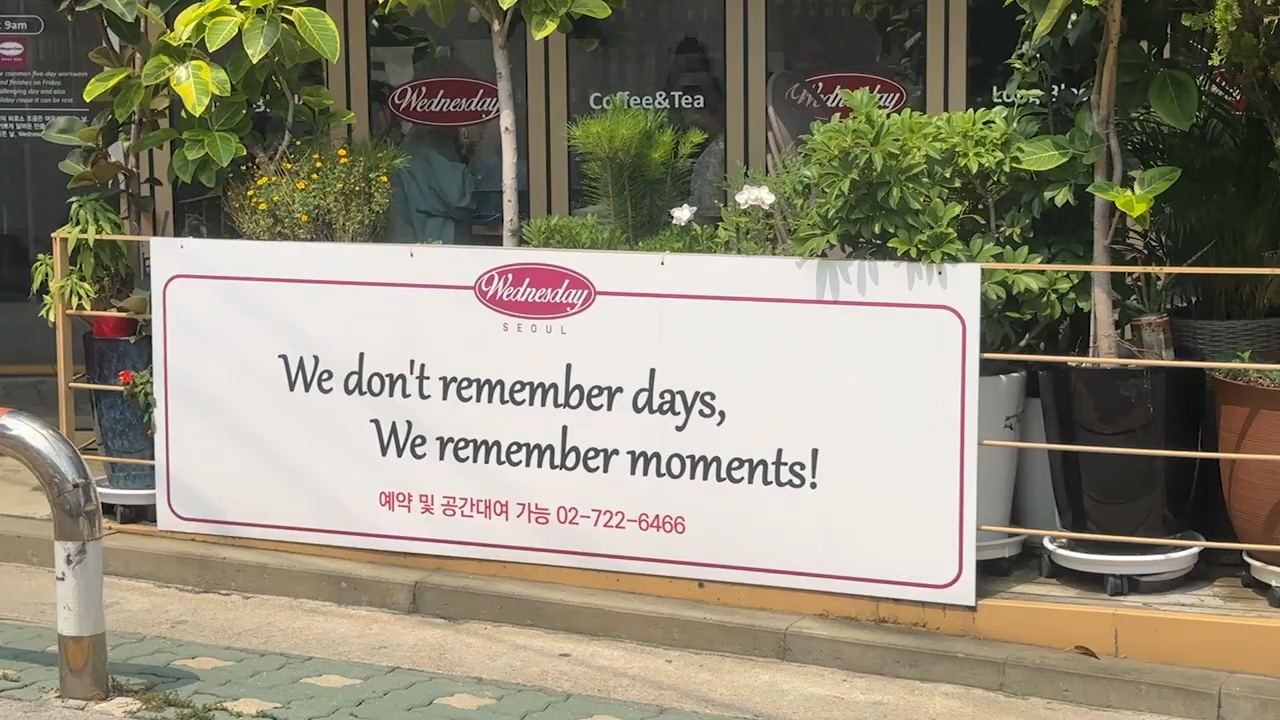 9am
Wednesday
Coffee&Tea
Wednesday
Wednesday
SEOUL
We don't remember days,
We remember moments!
예약 및 공간대여 가능 02-722-6466